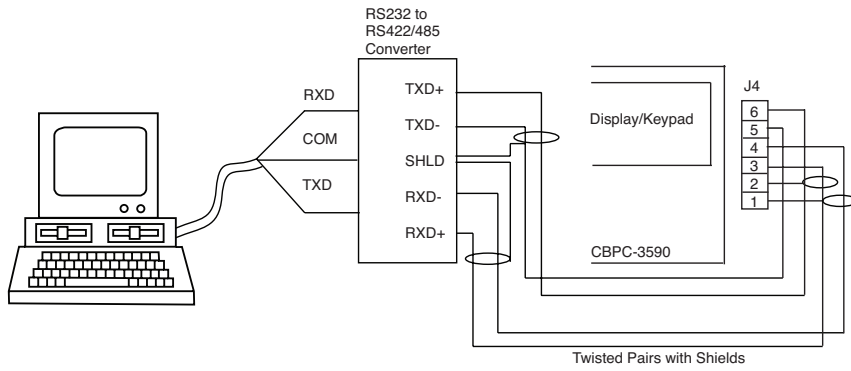 RS232 to
RS422/485
Converter
RXD
COM
TXD
TXD+
TXD-
SHLD
RXD-
RXD+
Display/Keypad
CBPC-3590
J4
6
5
4
3
2
1
Twisted Pairs with Shields